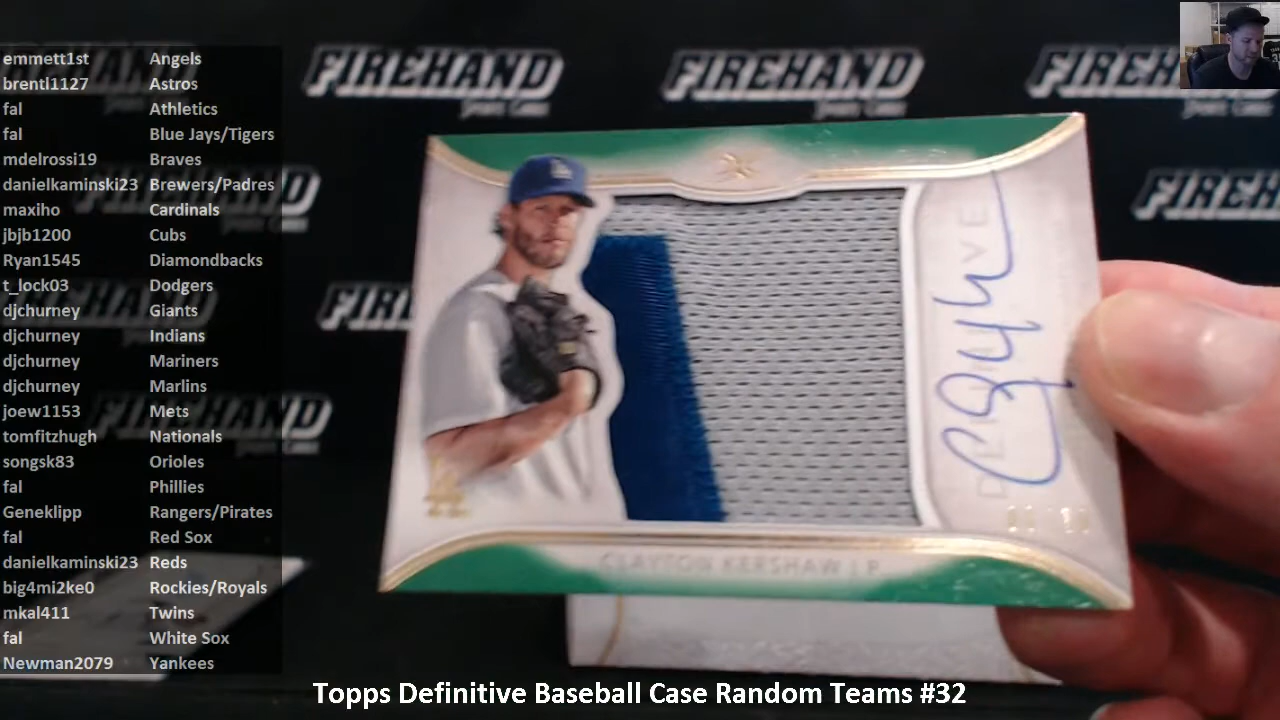 emmett1st Angels
brentl1127 Astros
fal Athletics
fal Blue Jays/Tigers
mdelrossi19 Braves
danielkaminski23 Brewers/Padres
maxiho Cardinals
jbjb1200 Cubs
Ryan1545 Diamondbacks
t_lock03 Dodgers
djchurney Giants
djchurney Indians
djchurney Mariners
djchurney Marlins
joew1153 Mets
tomfitzhugh Nationals
songsk83 Orioles
fal Phillies
Geneklipp Rangers/Pirates
fal Red Sox
danielkaminski23 Reds
big4mi2ke0 Rockies/Royals
mkal411 Twins
fal White Sox
Newman2079 Yankees
FIREHAND
FIREHAND
FIREHAND
LA
CLAYTON KERSHAW LP
LA
Topps Definitive Baseball Case Random Teams #32